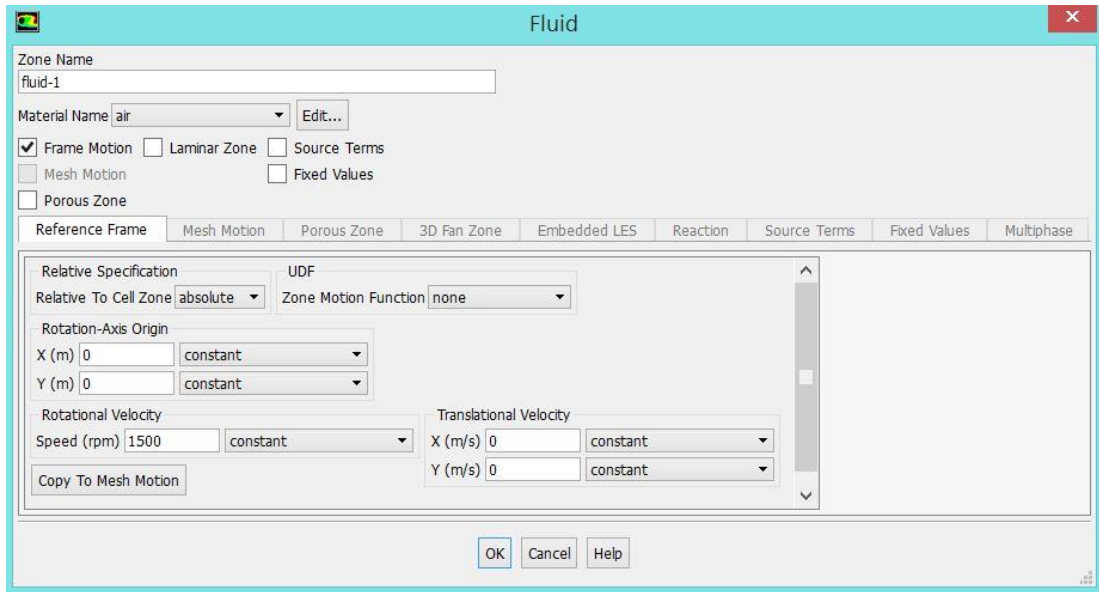 Fluid
Zone Name
fluid-1
Material Name air Edit...
Frame Motion Laminar Zone Source Terms
Mesh Motion Fixed Values
Porous Zone
Reference Frame Mesh Motion Porous Zone 3D Fan Zone Embedded LES Reaction Source Terms Fixed Values Multiphase
Relative Specification UDF
Relative To Cell Zone absolute Zone Motion Function none
Rotation-Axis Origin
X (m) 0 constant
Y (m) 0 constant
Rotational Velocity Translational Velocity
Speed (rpm) 1500 constant X (m/s) 0 constant
Y (m/s) 0 constant
Copy To Mesh Motion
OK Cancel Help